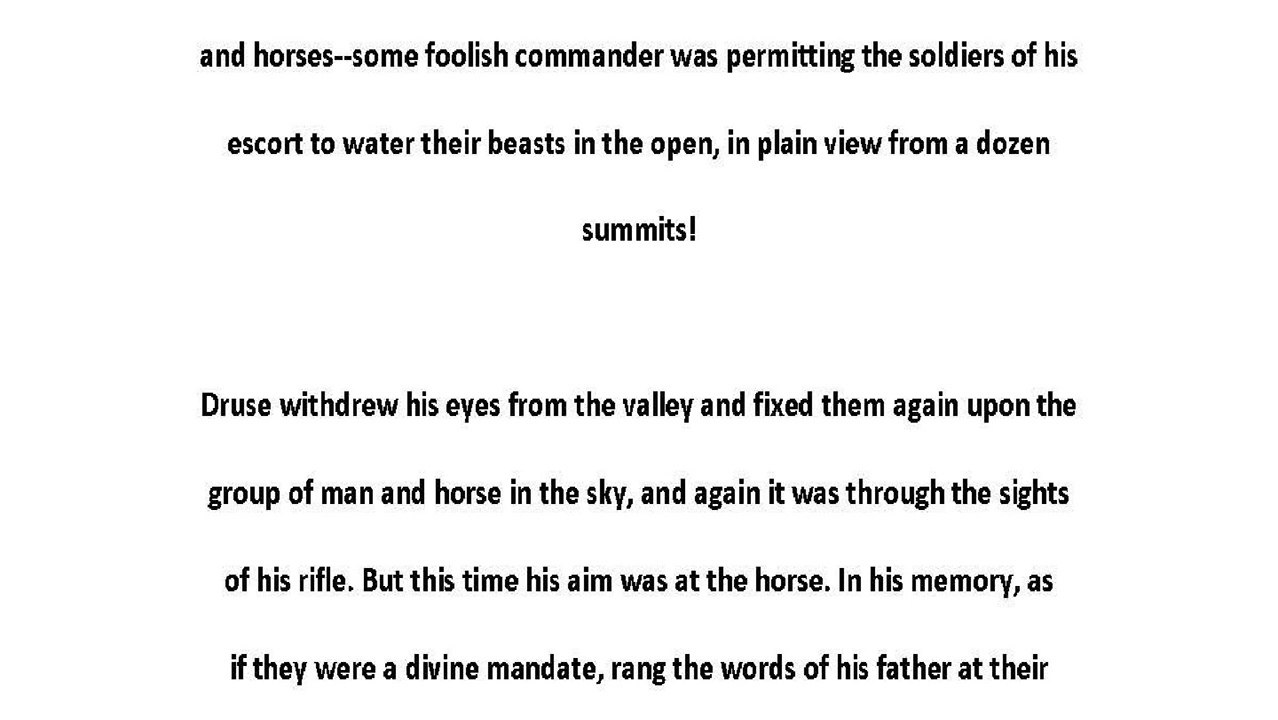 and horses--some foolish commander was permitting the soldiers of his
escort to water their beasts in the open, in plain view from a dozen
summits!
Druse withdrew his eyes from the valley and fixed them again upon the
group of man and horse in the sky, and again it was through the sights
of his rifle. But this time his aim was at the horse. In his memory, as
if they were a divine mandate, rang the words of his father at their